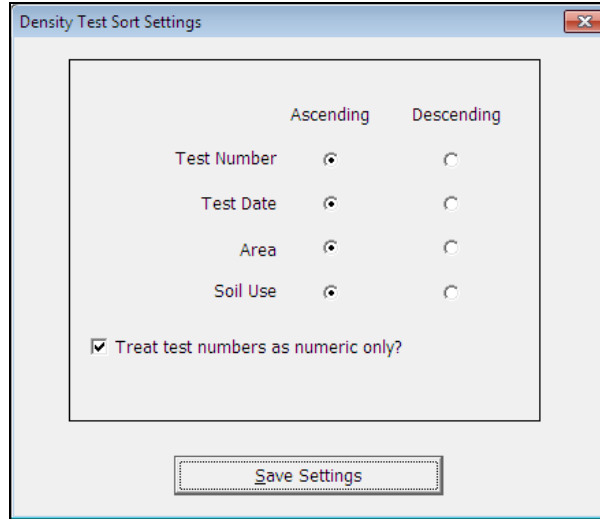 Density Test Sort Settings
Ascending Descending
Test Number
Test Date
Area
Soil Use
Treat test numbers as numeric only?
Save Settings